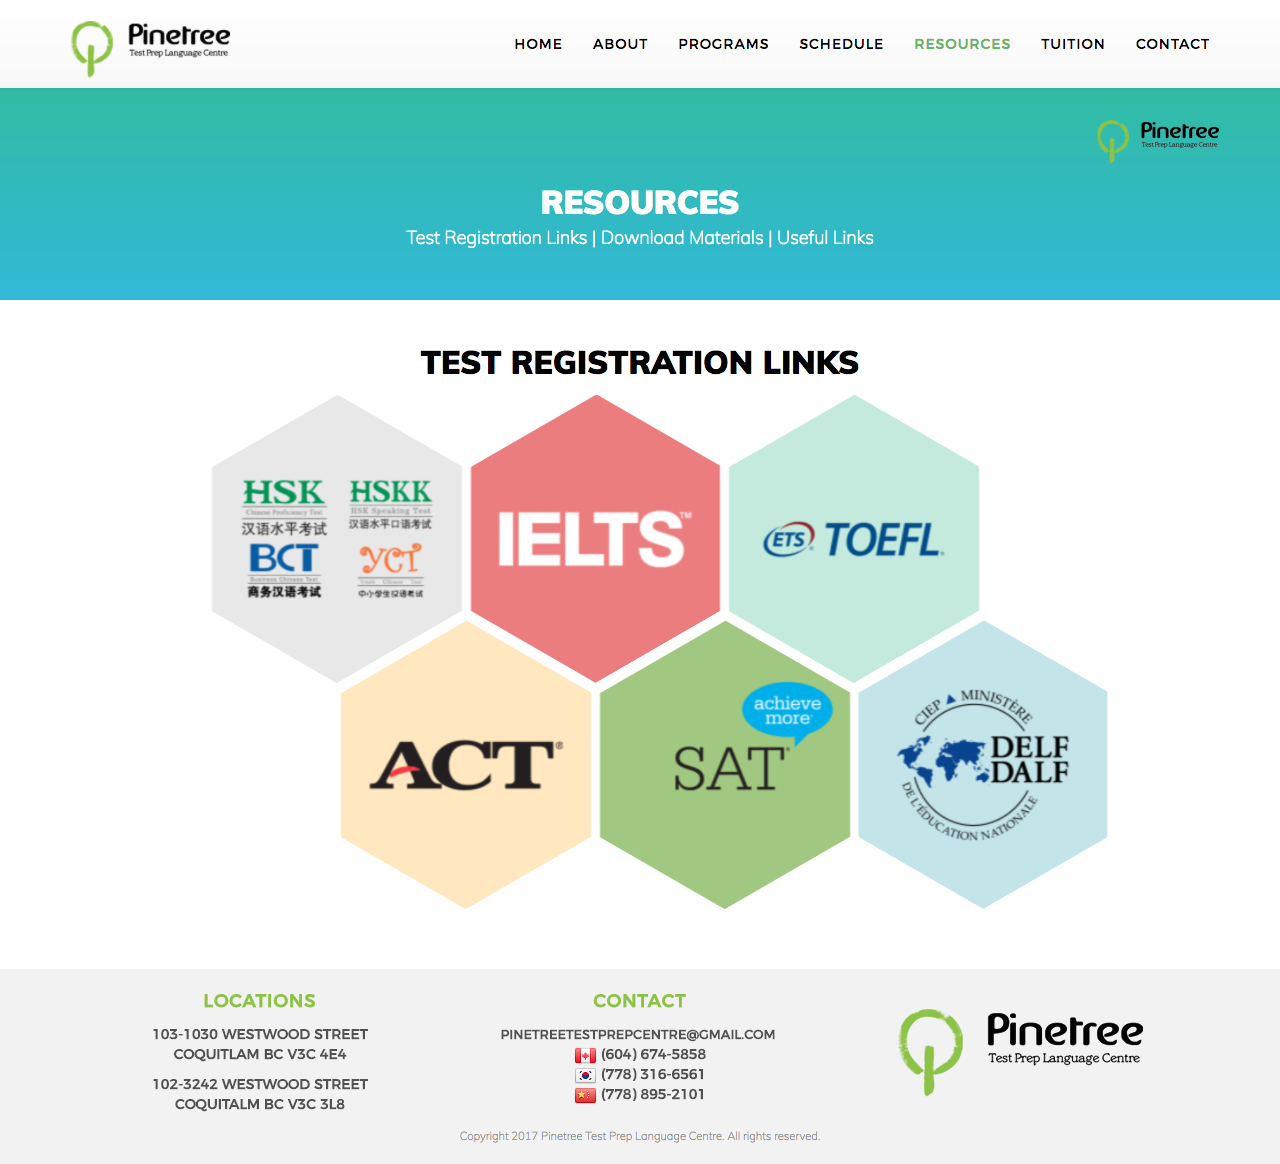 Pinetree
Test Prep Language Centre
HOME ABOUT PROGRAMS SCHEDULE RESOURCES TUITION CONTACT
Pinetree
Test Prep Language Centre
RESOURCES
Test Registration Links | Download Materials | Useful Links
TEST REGISTRATION LINKS
HSK
Chinese Proficiency Test
汉语水平考试
HSKK
HSK Speaking Test
汉语水平口语考试
BCT
Business Chinese Test
商务汉语考试
YCT
Youth Chinese Test
中小学生汉语考试
IELTS™
ETS® TOEFL®
ACT®
achieve
more™
SAT®
CIEP MINISTÈRE
DELF
DALF
DE L'ÉDUCATION NATIONALE
LOCATIONS
103-1030 WESTWOOD STREET
COQUITLAM BC V3C 4E4
102-3242 WESTWOOD STREET
COQUITALM BC V3C 3L8
CONTACT
PINETREETESTPREPCENTRE@GMAIL.COM
(604) 674-5858
(778) 316-6561
(778) 895-2101
Pinetree
Test Prep Language Centre
Copyright 2017 Pinetree Test Prep Language Centre. All rights reserved.